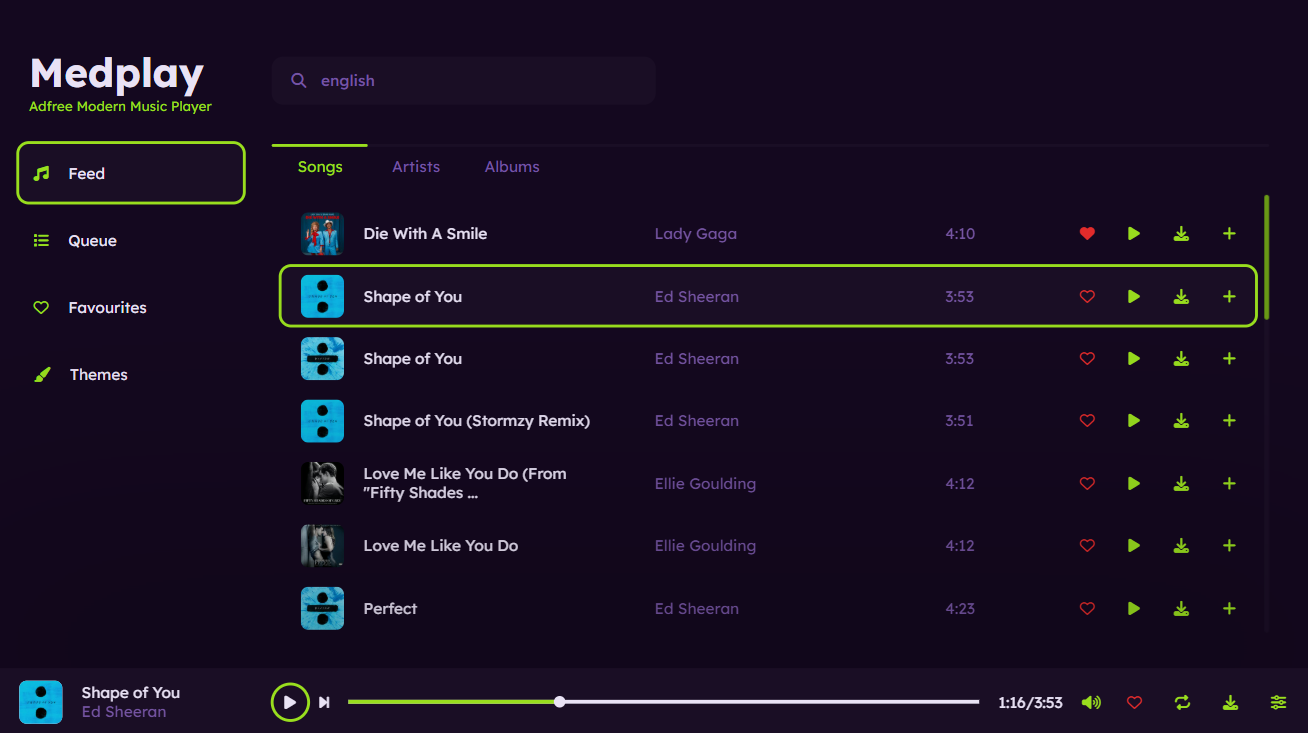 Medplay
Adfree Modern Music Player
english
Feed
Queue
Favourites
Themes
Songs Artists Albums
Die With A Smile Lady Gaga 4:10
Shape of You Ed Sheeran 3:53
Shape of You Ed Sheeran 3:53
Shape of You (Stormzy Remix) Ed Sheeran 3:51
Love Me Like You Do (From
"Fifty Shades ... Ellie Goulding 4:12
Love Me Like You Do Ellie Goulding 4:12
Perfect Ed Sheeran 4:23
Shape of You
Ed Sheeran
1:16/3:53